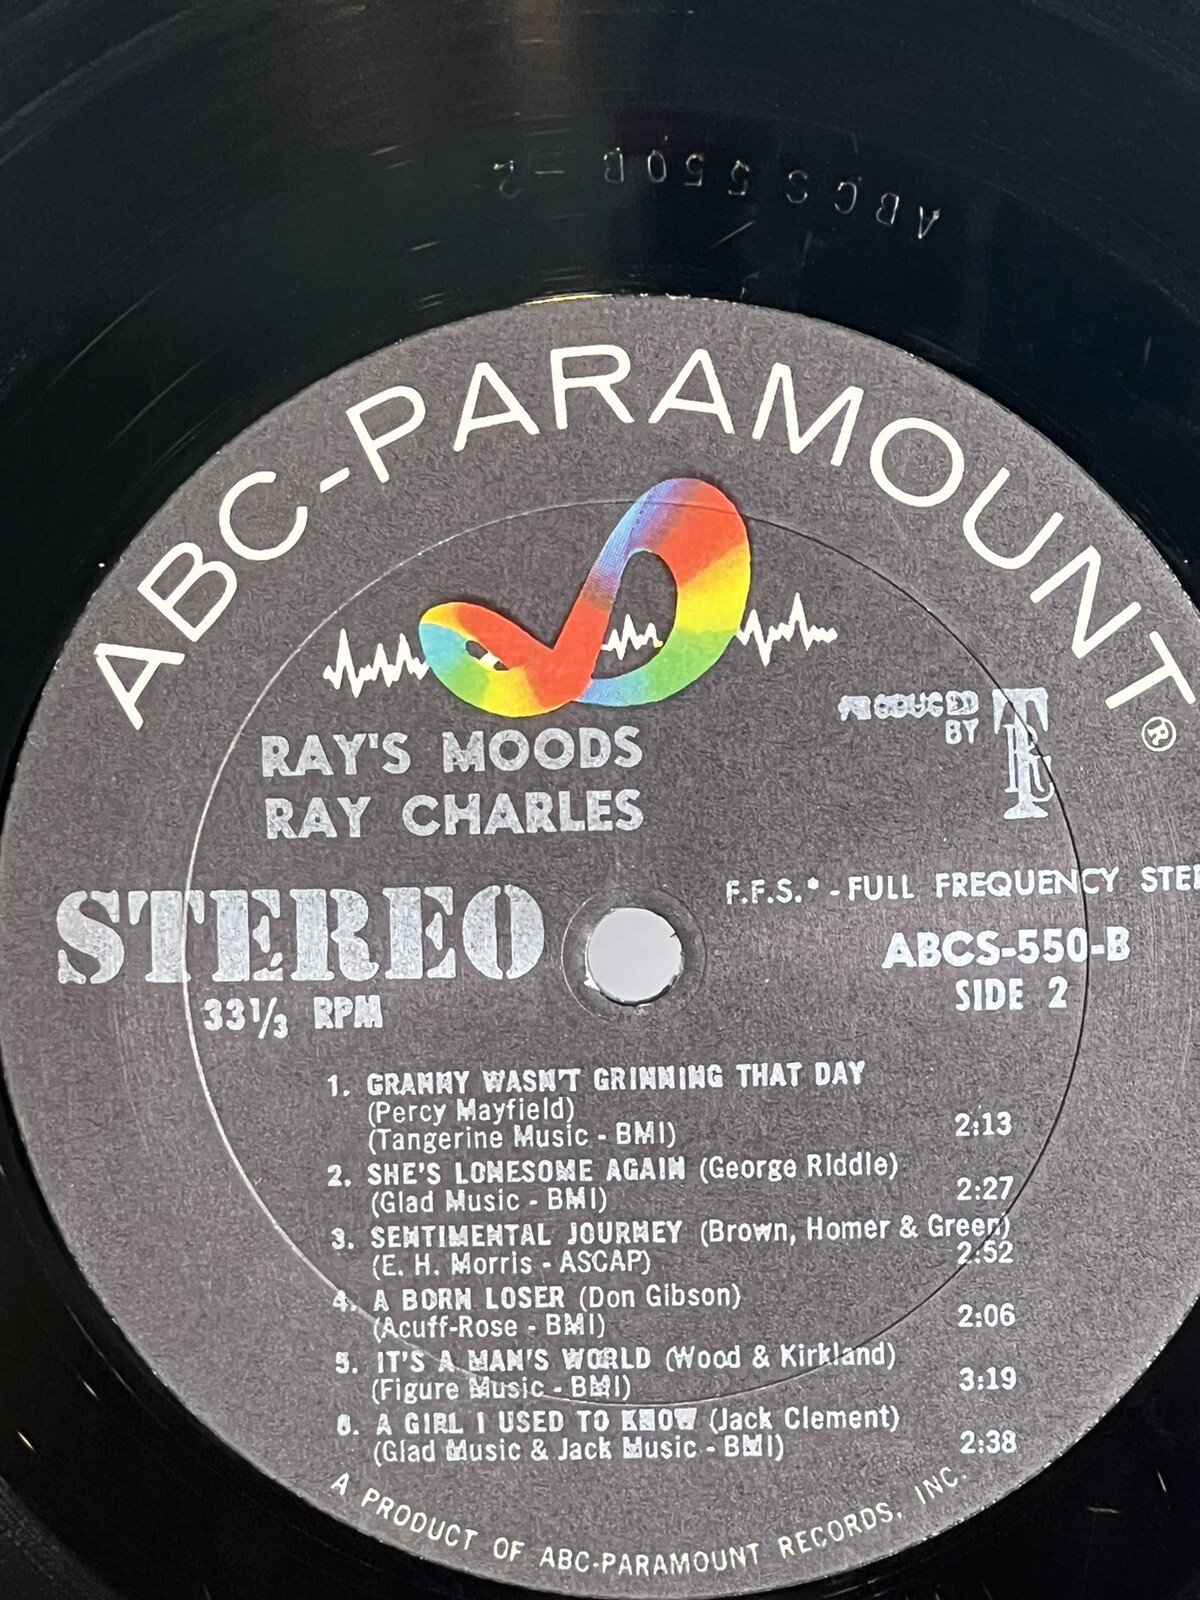 ABCS 550B-2
ABC-PARAMOUNT®
RAY'S MOODS
RAY CHARLES
PRODUCED
BY TRC
STEREO
33 1/3 RPM
F.F.S.* - FULL FREQUENCY
ABCS-550-B
SIDE 2
1. GRANNY WASN'T GRINNING THAT DAY
(Percy Mayfield)
(Tangerine Music - BMI) 2:13
2. SHE'S LONESOME AGAIN (George Riddle)
(Glad Music - BMI) 2:27
3. SENTIMENTAL JOURNEY (Brown, Homer & Green)
(E. H. Morris - ASCAP) 2:52
4. A BORN LOSER (Don Gibson)
(Acuff-Rose - BMI) 2:06
5. IT'S A MAN'S WORLD (Wood & Kirkland)
(Figure Music - BMI) 3:19
6. A GIRL I USED TO KNOW (Jack Clement)
(Glad Music & Jack Music - BMI) 2:38
A PRODUCT OF ABC-PARAMOUNT RECORDS, INC.